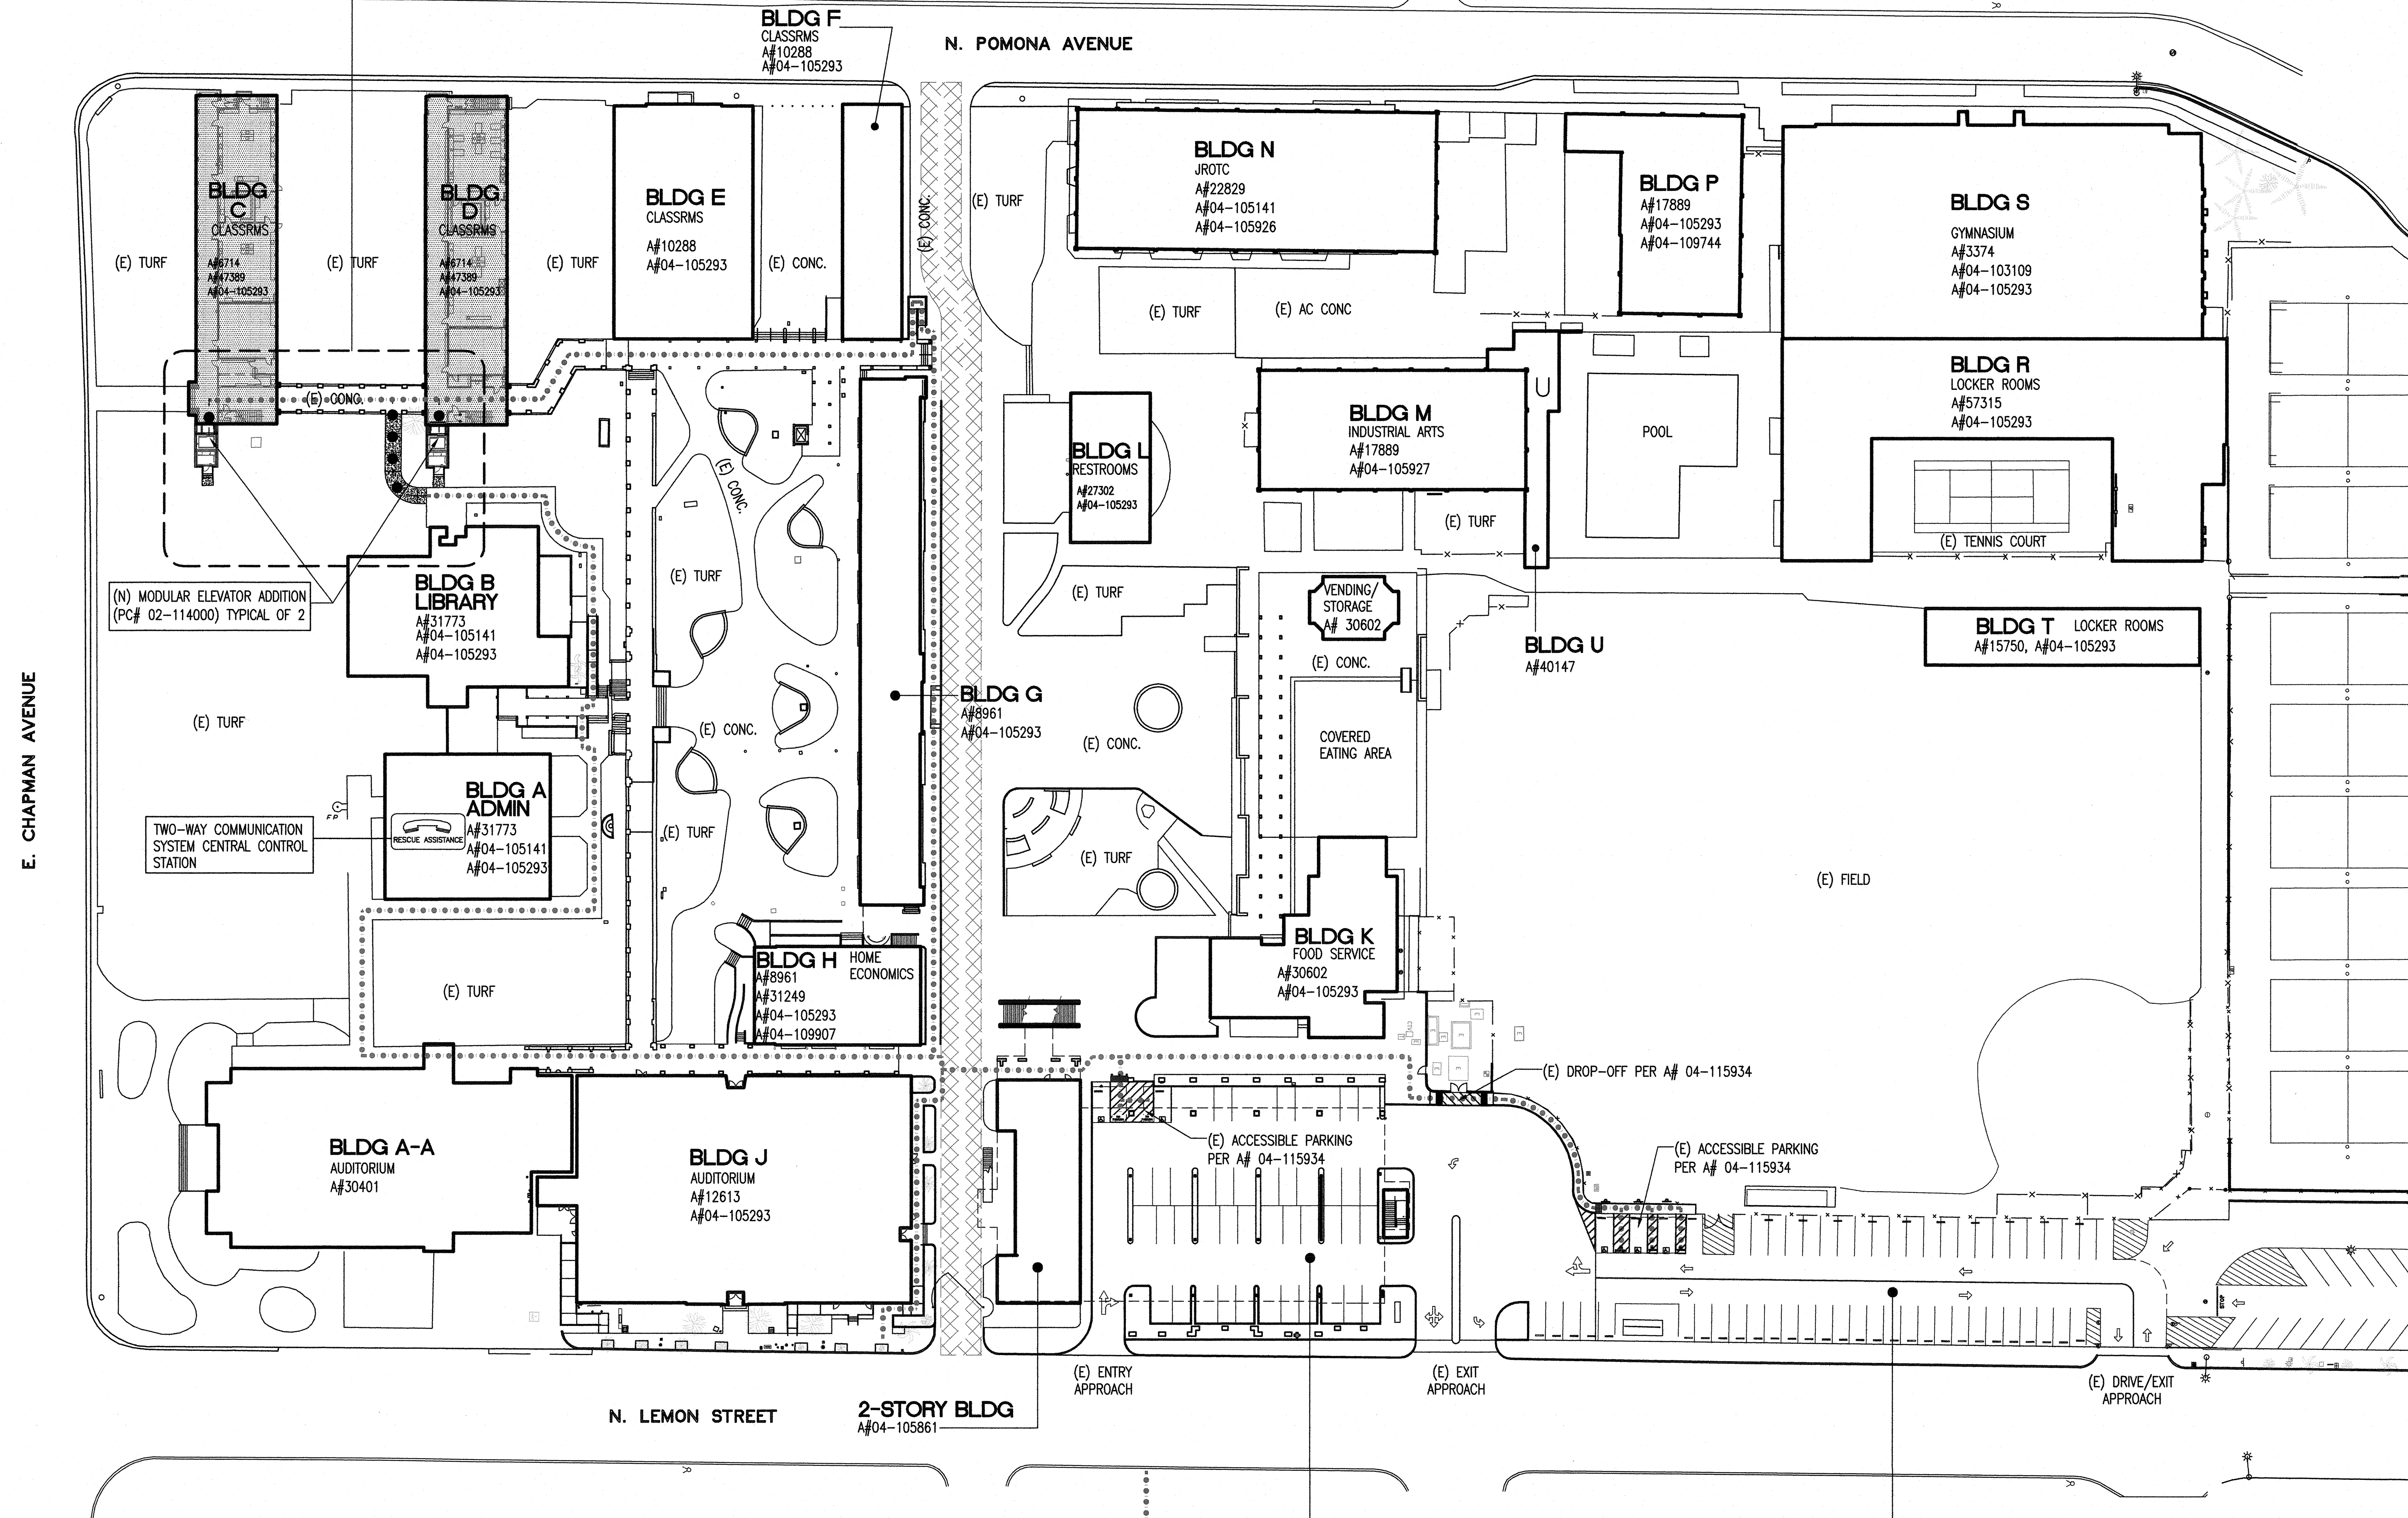 BLDG F
CLASSRMS
A#10288
A#04-105293
N. POMONA AVENUE
BLDG
C
CLASSRMS
A#6714
A#47389
A#04-105293
BLDG
D
CLASSRMS
A#6714
A#47389
A#04-105293
BLDG E
CLASSRMS
A#10288
A#04-105293
(E) TURF
(E) TURF
(E) TURF
(E) CONC.
(E) CONC.
(E) TURF
BLDG N
JROTC
A#22829
A#04-105141
A#04-105926
BLDG P
A#17889
A#04-105293
A#04-109744
BLDG S
GYMNASIUM
A#3374
A#04-103109
A#04-105293
(E) TURF
(E) AC CONC
(E) CONC.
(E) CONC.
BLDG L
RESTROOMS
A#27302
A#04-105293
BLDG M
INDUSTRIAL ARTS
A#17889
A#04-105927
POOL
BLDG R
LOCKER ROOMS
A#57315
A#04-105293
(E) TURF
(E) TENNIS COURT
(N) MODULAR ELEVATOR ADDITION
(PC# 02-114000) TYPICAL OF 2
BLDG B
LIBRARY
A#31773
A#04-105141
A#04-105293
(E) TURF
(E) TURF
VENDING/
STORAGE
A# 30602
(E) CONC.
BLDG U
A#40147
BLDG T LOCKER ROOMS
A#15750, A#04-105293
E. CHAPMAN AVENUE
(E) TURF
(E) CONC.
BLDG G
A#8961
A#04-105293
(E) CONC.
COVERED
EATING AREA
TWO-WAY COMMUNICATION
SYSTEM CENTRAL CONTROL
STATION
RESCUE ASSISTANCE
BLDG A
ADMIN
A#31773
A#04-105141
A#04-105293
(E) TURF
(E) TURF
(E) FIELD
(E) TURF
BLDG H HOME
ECONOMICS
A#8961
A#31249
A#04-105293
A#04-109907
BLDG K
FOOD SERVICE
A#30602
A#04-105293
(E) DROP-OFF PER A# 04-115934
BLDG A-A
AUDITORIUM
A#30401
BLDG J
AUDITORIUM
A#12613
A#04-105293
(E) ACCESSIBLE PARKING
PER A# 04-115934
(E) ACCESSIBLE PARKING
PER A# 04-115934
STOP
(E) ENTRY
APPROACH
(E) EXIT
APPROACH
(E) DRIVE/EXIT
APPROACH
N. LEMON STREET
2-STORY BLDG
A#04-105861